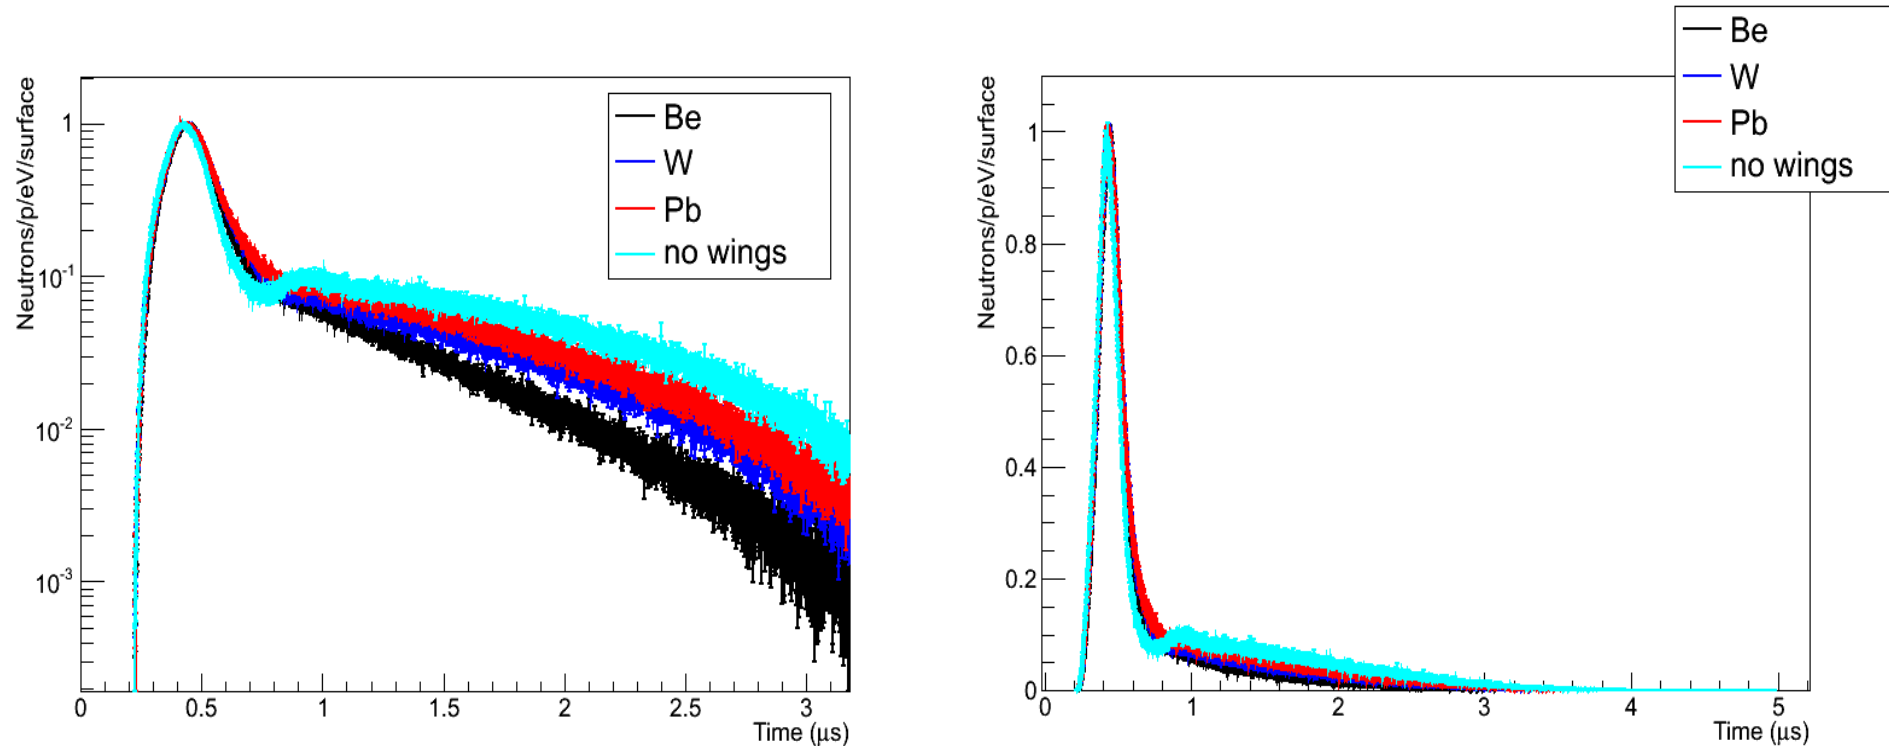 Neutrons/p/eV/surface
1
10-1
10-2
10-3
Be
W
Pb
no wings
0 0.5 1 1.5 2 2.5 3
Time (μs)
Neutrons/p/eV/surface
1
0.8
0.6
0.4
0.2
0
Be
W
Pb
no wings
0 1 2 3 4 5
Time (μs)